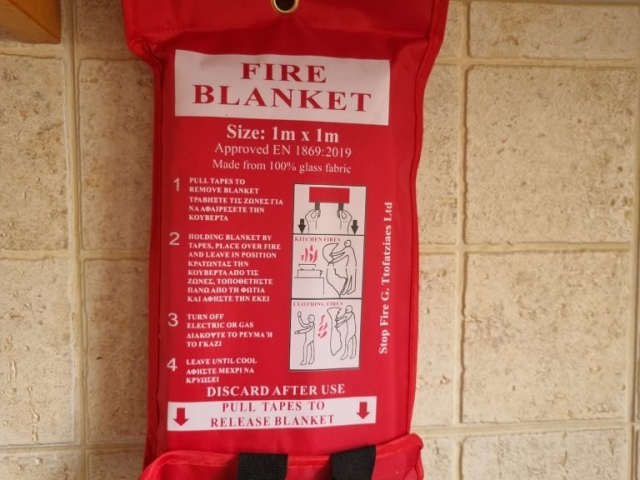 FIRE
BLANKET
Size: 1m x 1m
Approved EN 1869:2019
Made from 100% glass fabric
1 PULL TAPES TO
REMOVE BLANKET
ΤΡΑΒΗΣΤΕ ΤΙΣ ΖΩΝΕΣ ΓΙΑ
ΝΑ ΑΦΑΙΡΕΣΕΤΕ ΤΗΝ
ΚΟΥΒΕΡΤΑ
2 HOLDING BLANKET BY
TAPES, PLACE OVER FIRE
AND LEAVE IN POSITION
ΚΡΑΤΩΝΤΑΣ ΤΗΝ
ΚΟΥΒΕΡΤΑ ΑΠΟ ΤΙΣ
ΖΩΝΕΣ, ΤΟΠΟΘΕΤΗΣΤΕ
ΠΑΝΩ ΑΠΟ ΤΗ ΦΩΤΙΑ
ΚΑΙ ΑΦΗΣΤΕ ΤΗΝ ΕΚΕΙ
3 TURN OFF
ELECTRIC OR GAS
ΔΙΑΚΟΨΤΕ ΤΟ ΡΕΥΜΑ Ή
ΤΟ ΓΚΑΖΙ
4 LEAVE UNTIL COOL
ΑΦΗΣΤΕ ΜΕΧΡΙ ΝΑ
ΚΡΥΩΣΕΙ
KITCHEN FIRES
CLOTHING FIRES
Stop Fire G. Ttofatziaes Ltd
DISCARD AFTER USE
PULL TAPES TO
RELEASE BLANKET